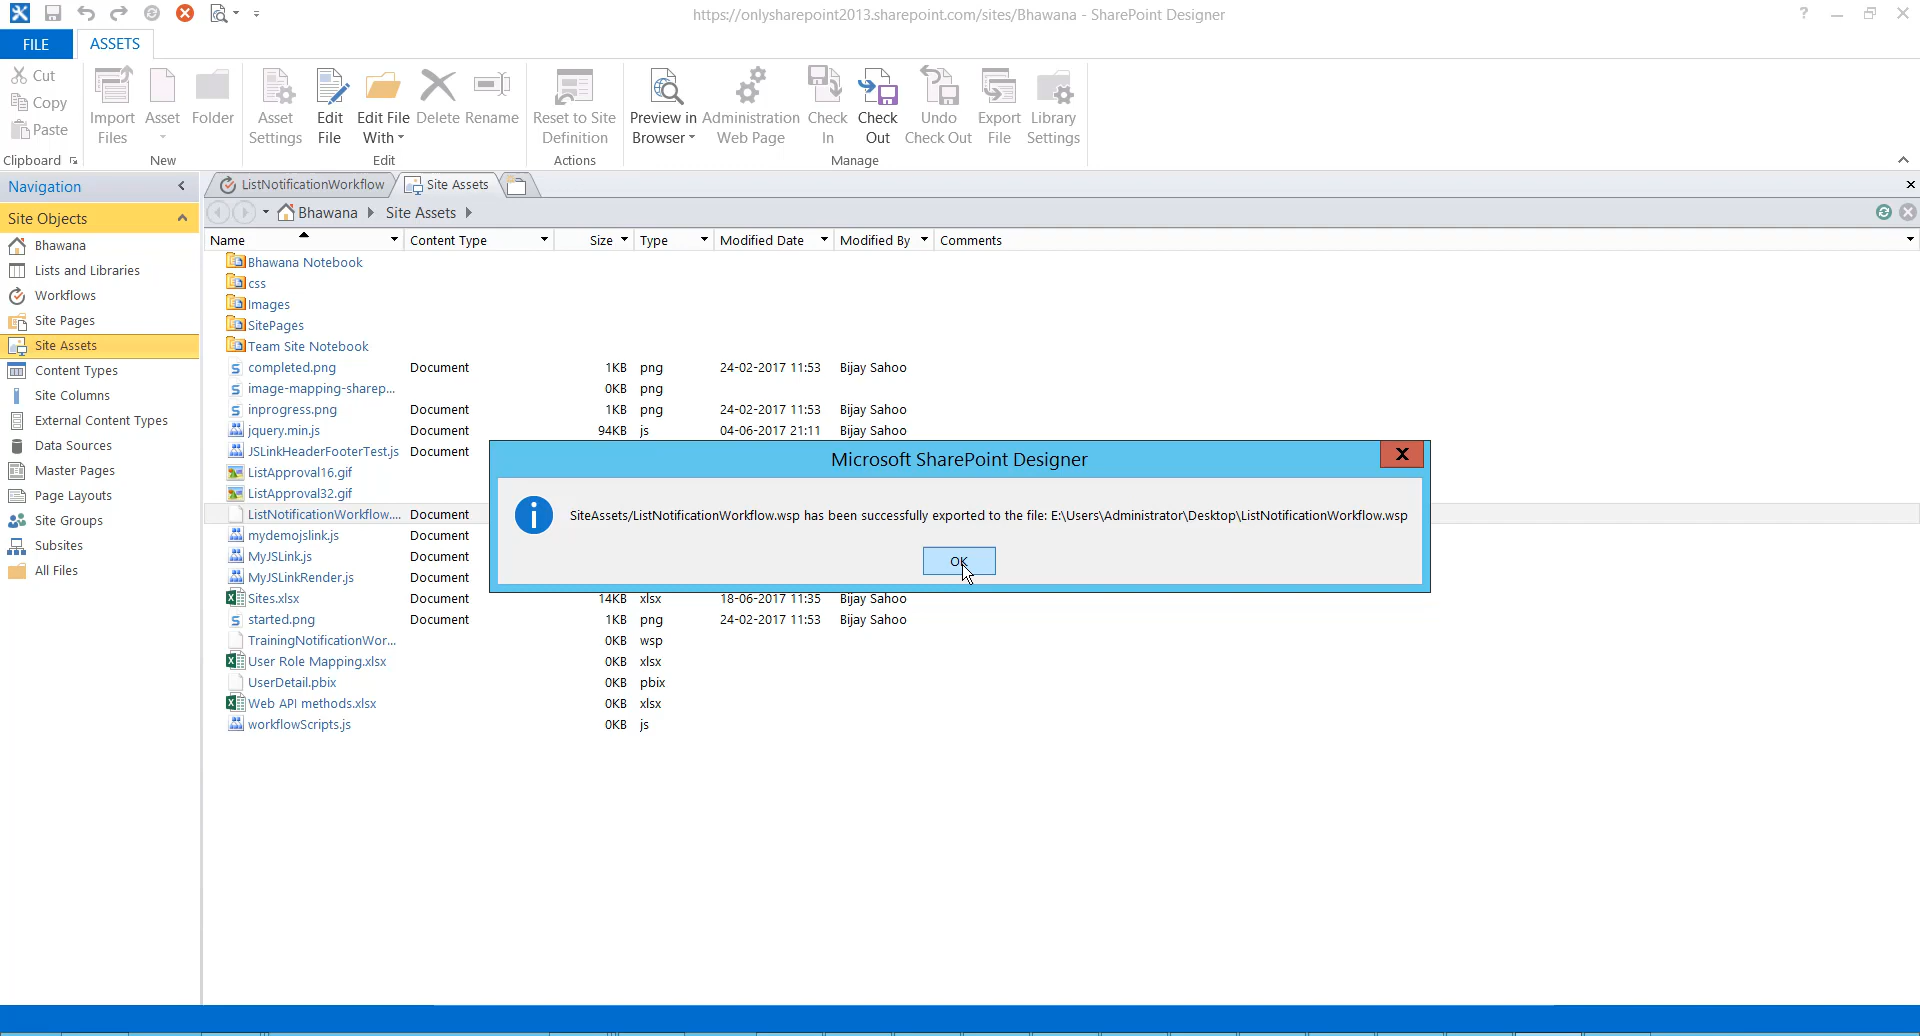 https://onlysharepoint2013.sharepoint.com/sites/Bhawana - SharePoint Designer
?
FILE ASSETS
Cut
Copy
Paste
Clipboard
Import Files
Asset
Folder
New
Asset Settings
Edit File
Edit File With
Delete
Rename
Edit
Reset to Site Definition
Actions
Preview in Browser
Administration Web Page
Check In
Check Out
Undo Check Out
Export File
Library Settings
Manage
Navigation
Site Objects
Bhawana
Lists and Libraries
Workflows
Site Pages
Site Assets
Content Types
Site Columns
External Content Types
Data Sources
Master Pages
Page Layouts
Site Groups
Subsites
All Files
ListNotificationWorkflow Site Assets
Bhawana Site Assets
Name Content Type Size Type Modified Date Modified By Comments
Bhawana Notebook
css
Images
SitePages
Team Site Notebook
completed.png Document 1KB png 24-02-2017 11:53 Bijay Sahoo
image-mapping-sharep... 0KB png
inprogress.png Document 1KB png 24-02-2017 11:53 Bijay Sahoo
jquery.min.js Document 94KB js 04-06-2017 21:11 Bijay Sahoo
JSLinkHeaderFooterTest.js Document
ListApproval16.gif
ListApproval32.gif
ListNotificationWorkflow.... Document
mydemojslink.js Document
MyJSLink.js Document
MyJSLinkRender.js Document
Sites.xlsx Document 14KB xlsx 18-06-2017 11:35 Bijay Sahoo
started.png Document 1KB png 24-02-2017 11:53 Bijay Sahoo
TrainingNotificationWor... 0KB wsp
User Role Mapping.xlsx 0KB xlsx
UserDetail.pbix 0KB pbix
Web API methods.xlsx 0KB xlsx
workflowScripts.js 0KB js
Microsoft SharePoint Designer
X
SiteAssets/ListNotificationWorkflow.wsp has been successfully exported to the file: E:\Users\Administrator\Desktop\ListNotificationWorkflow.wsp
OK